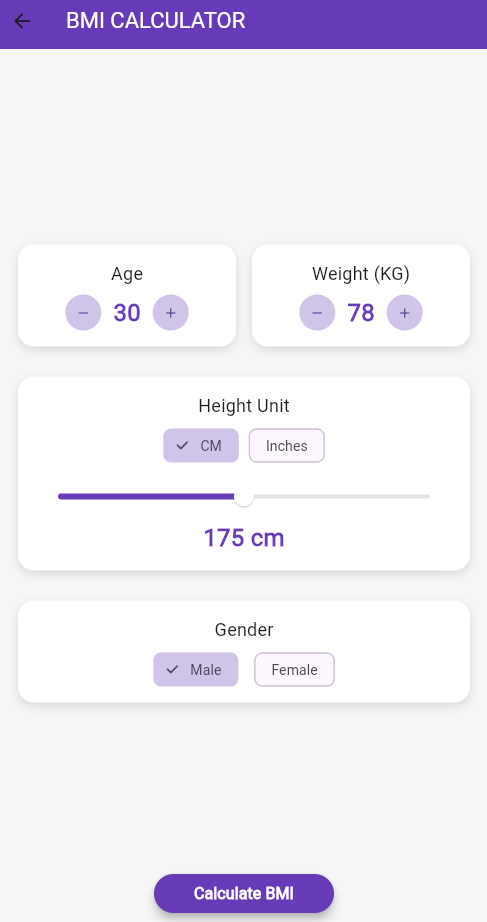 BMI CALCULATOR
Age
Weight (KG)
− 30 +
− 78 +
Height Unit
CM
Inches
175 cm
Gender
Male
Female
Calculate BMI